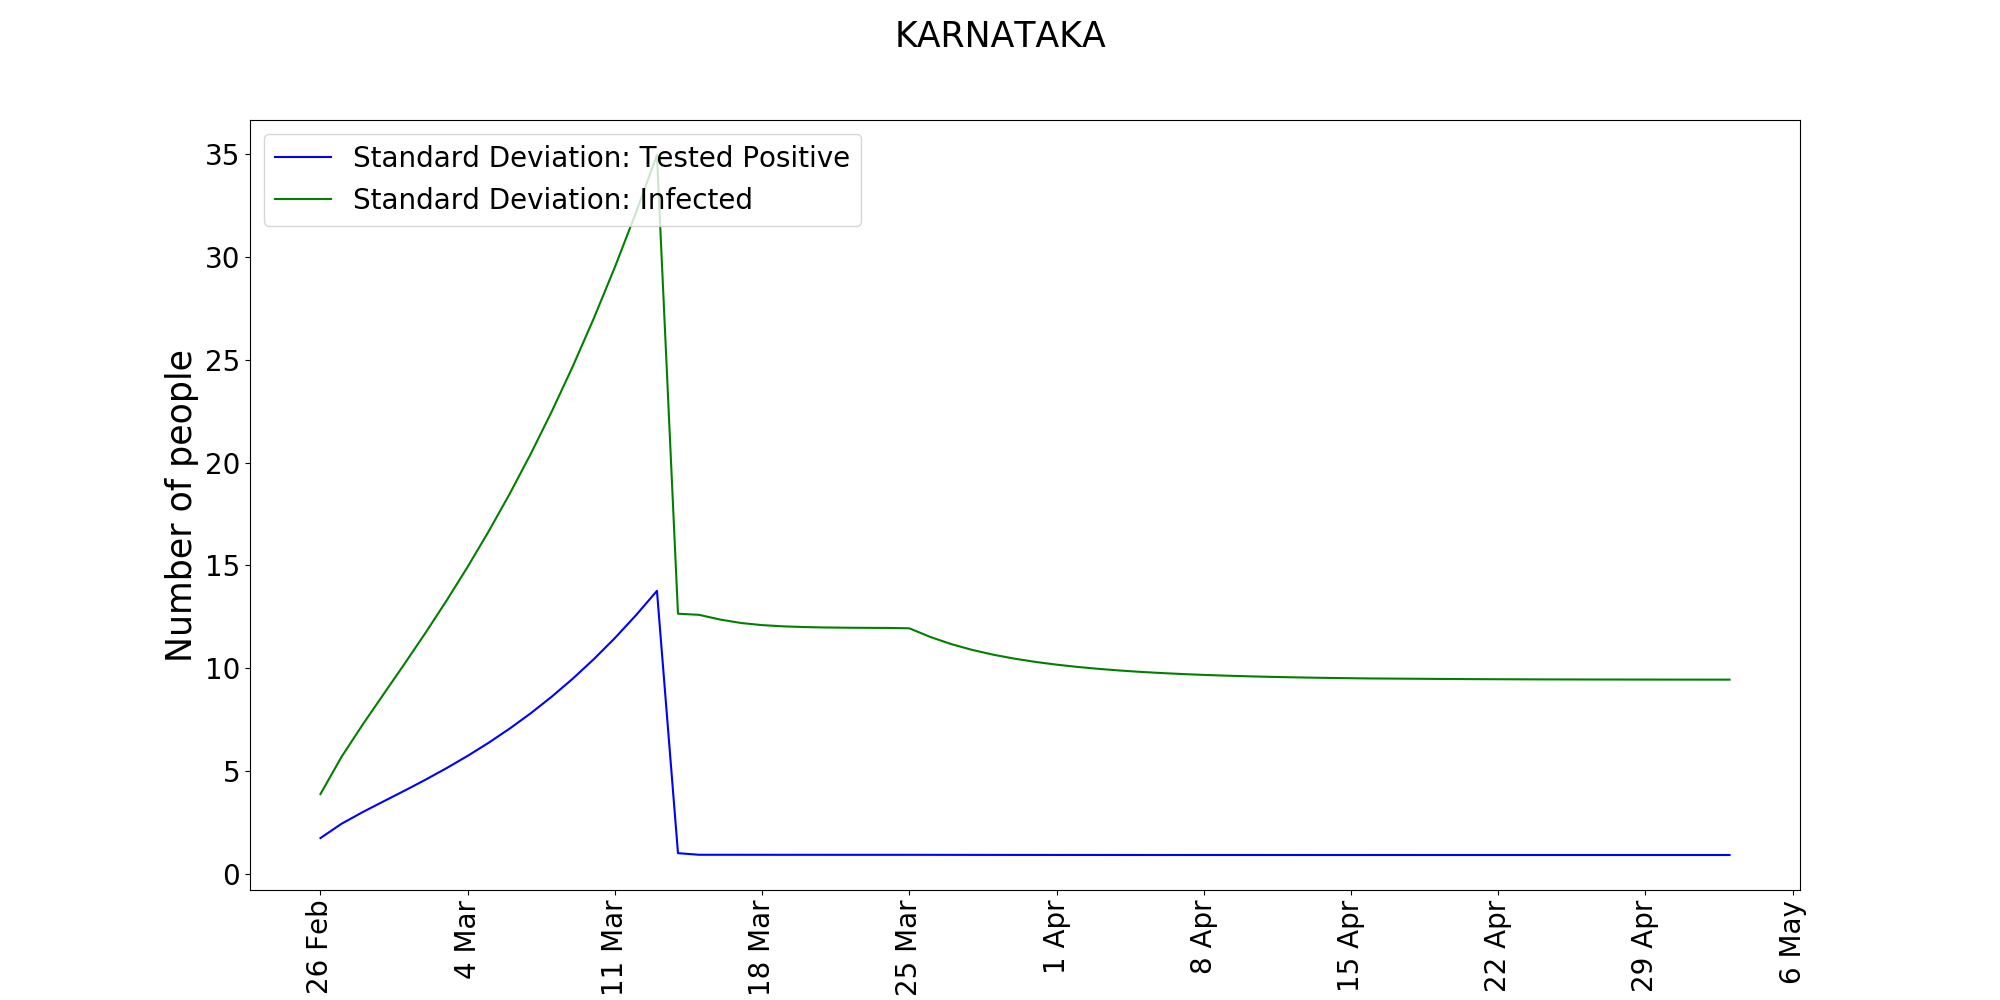 KARNATAKA
Standard Deviation: Tested Positive
Standard Deviation: Infected
Number of people
35
30
25
20
15
10
5
0
26 Feb
4 Mar
11 Mar
18 Mar
25 Mar
1 Apr
8 Apr
15 Apr
22 Apr
29 Apr
6 May